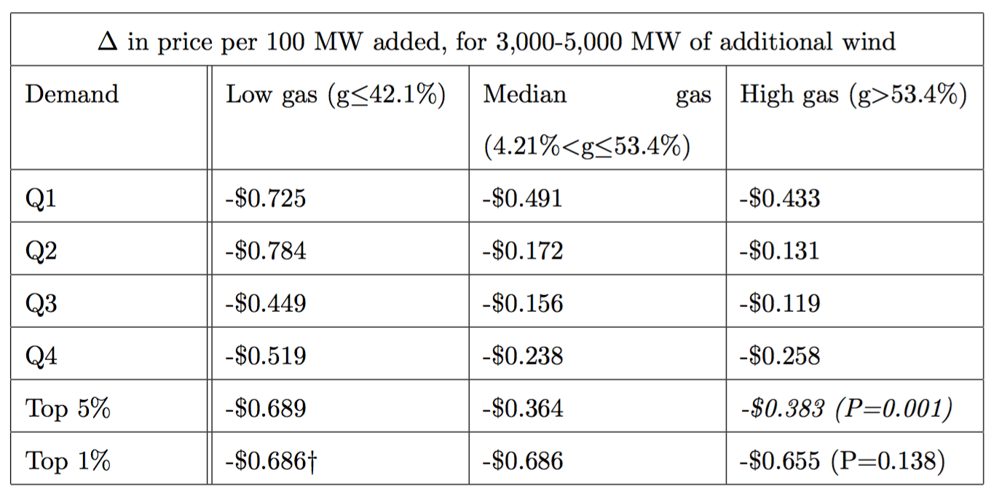 Δ in price per 100 MW added, for 3,000-5,000 MW of additional wind
Demand Low gas (g≤42.1%) Median gas High gas (g>53.4%)
(4.21%<g≤53.4%)
Q1 -$0.725 -$0.491 -$0.433
Q2 -$0.784 -$0.172 -$0.131
Q3 -$0.449 -$0.156 -$0.119
Q4 -$0.519 -$0.238 -$0.258
Top 5% -$0.689 -$0.364 -$0.383 (P=0.001)
Top 1% -$0.686† -$0.686 -$0.655 (P=0.138)